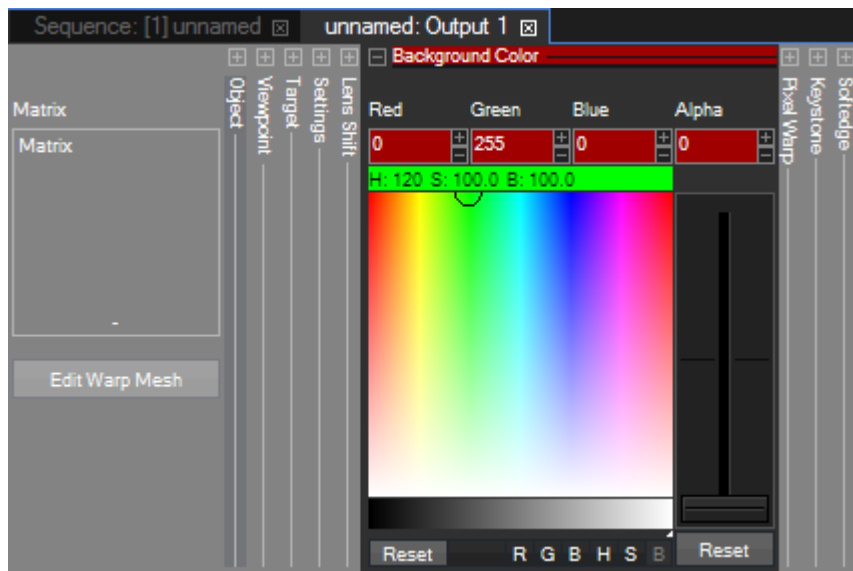 Sequence: [1] unnamed
unnamed: Output 1
Matrix
Matrix
-
Edit Warp Mesh
Object
Viewpoint
Target
Settings
Lens Shift
Background Color
Red Green Blue Alpha
0 255 0 0
H: 120 S: 100.0 B: 100.0
Reset R G B H S B Reset
Pixel Warp
Keystone
Softedge